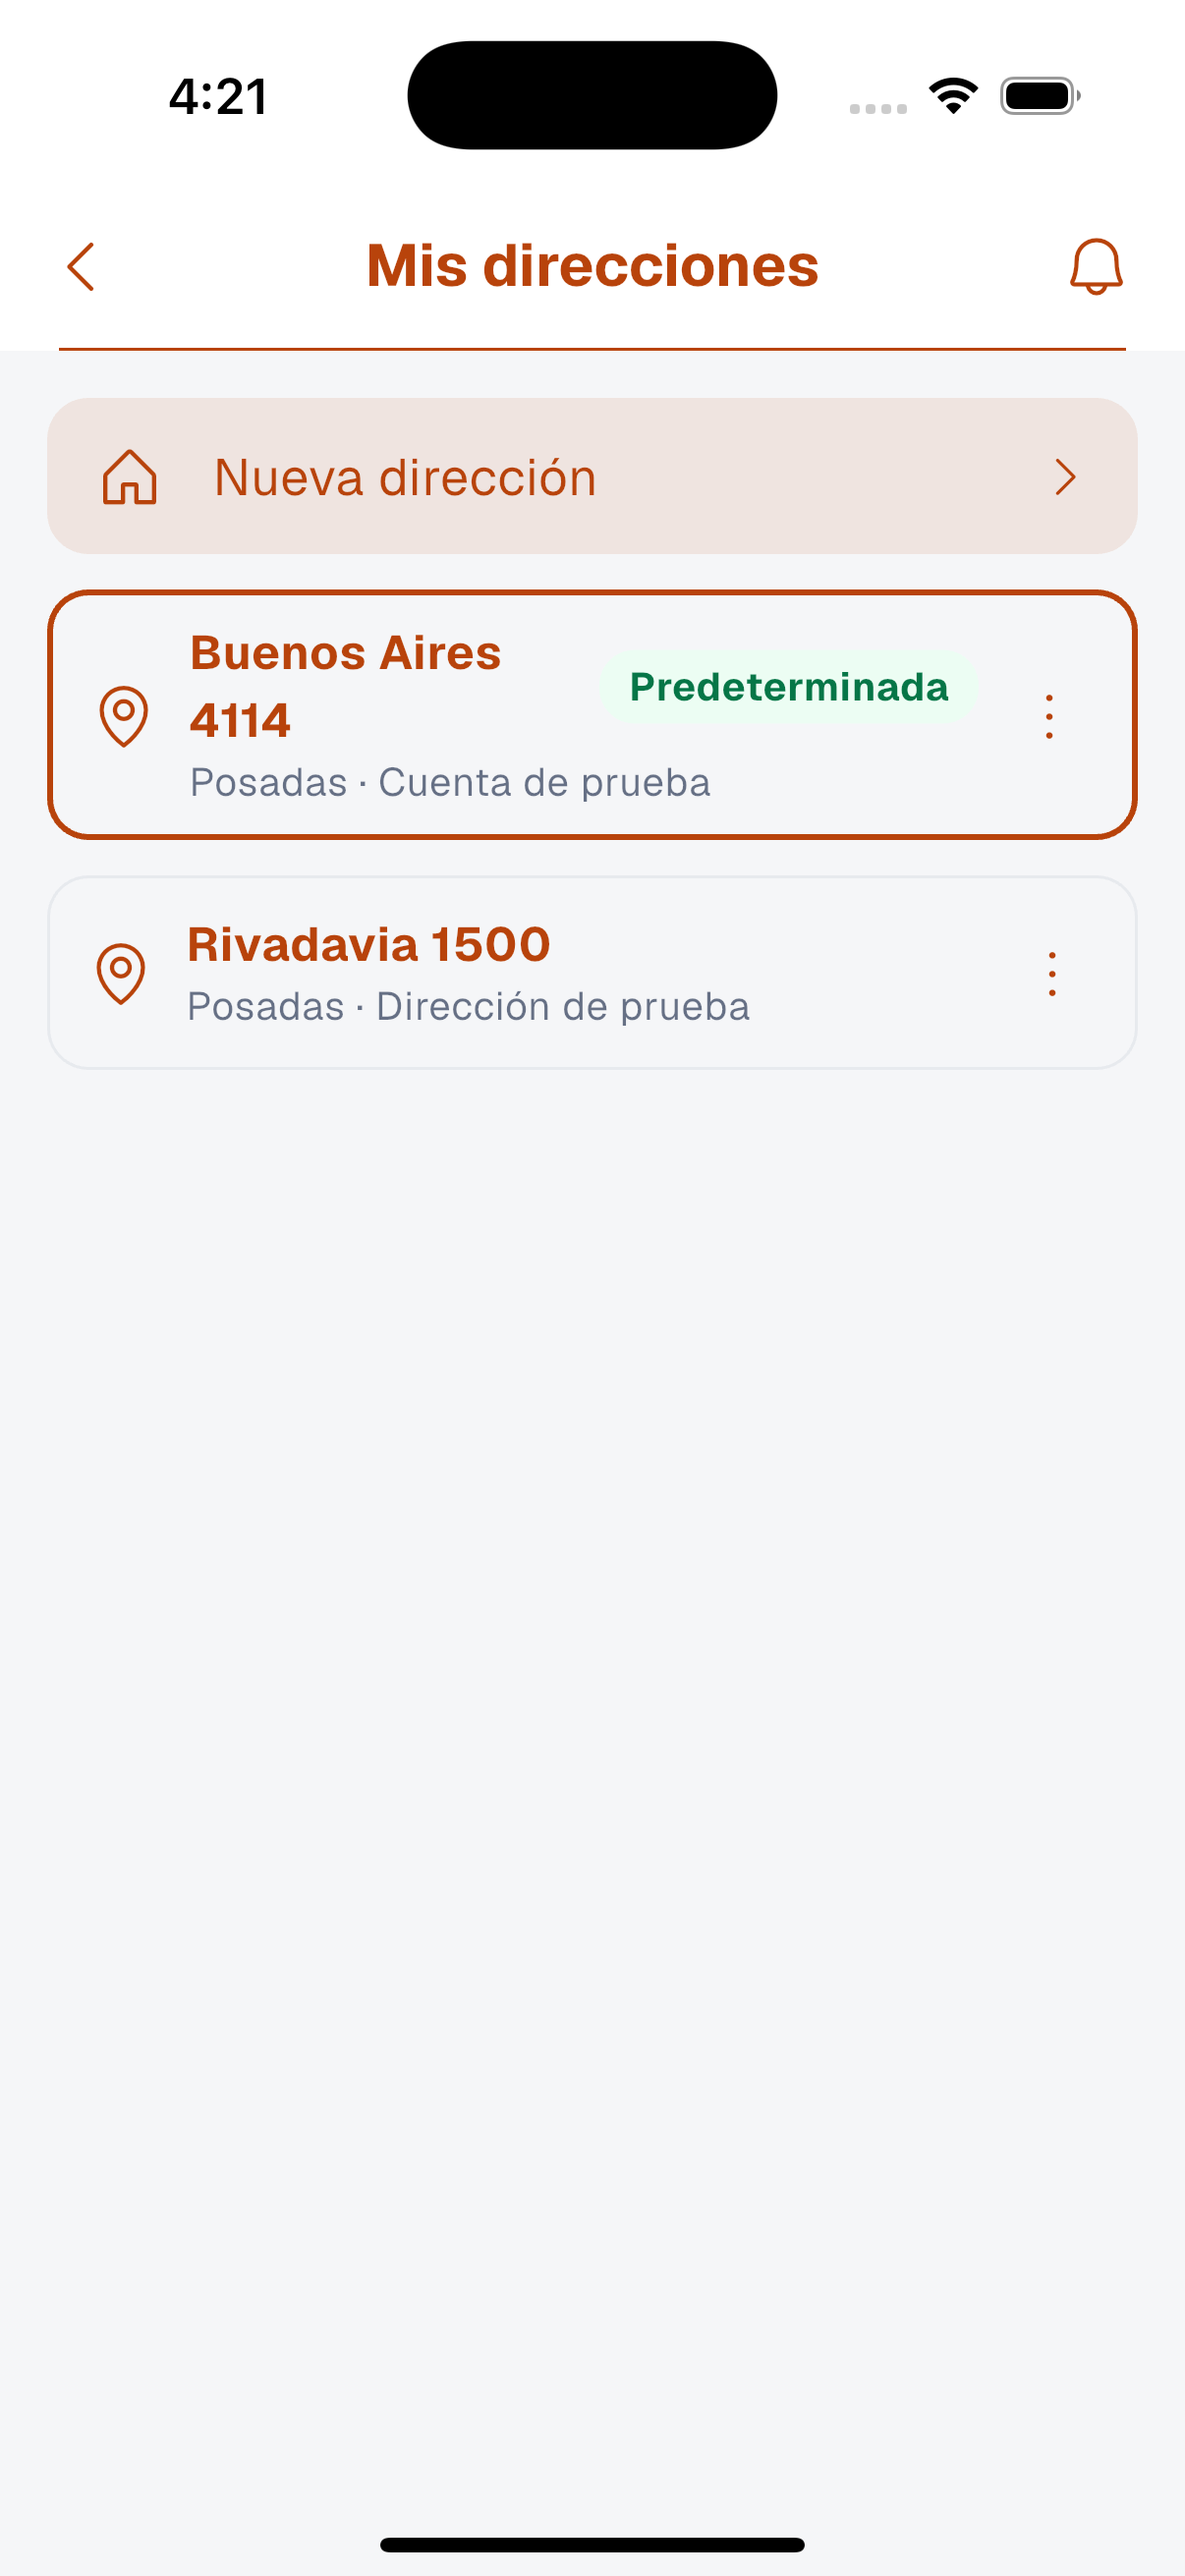 4:21
Mis direcciones
Nueva dirección
Buenos Aires
4114
Predeterminada
Posadas · Cuenta de prueba
Rivadavia 1500
Posadas · Dirección de prueba